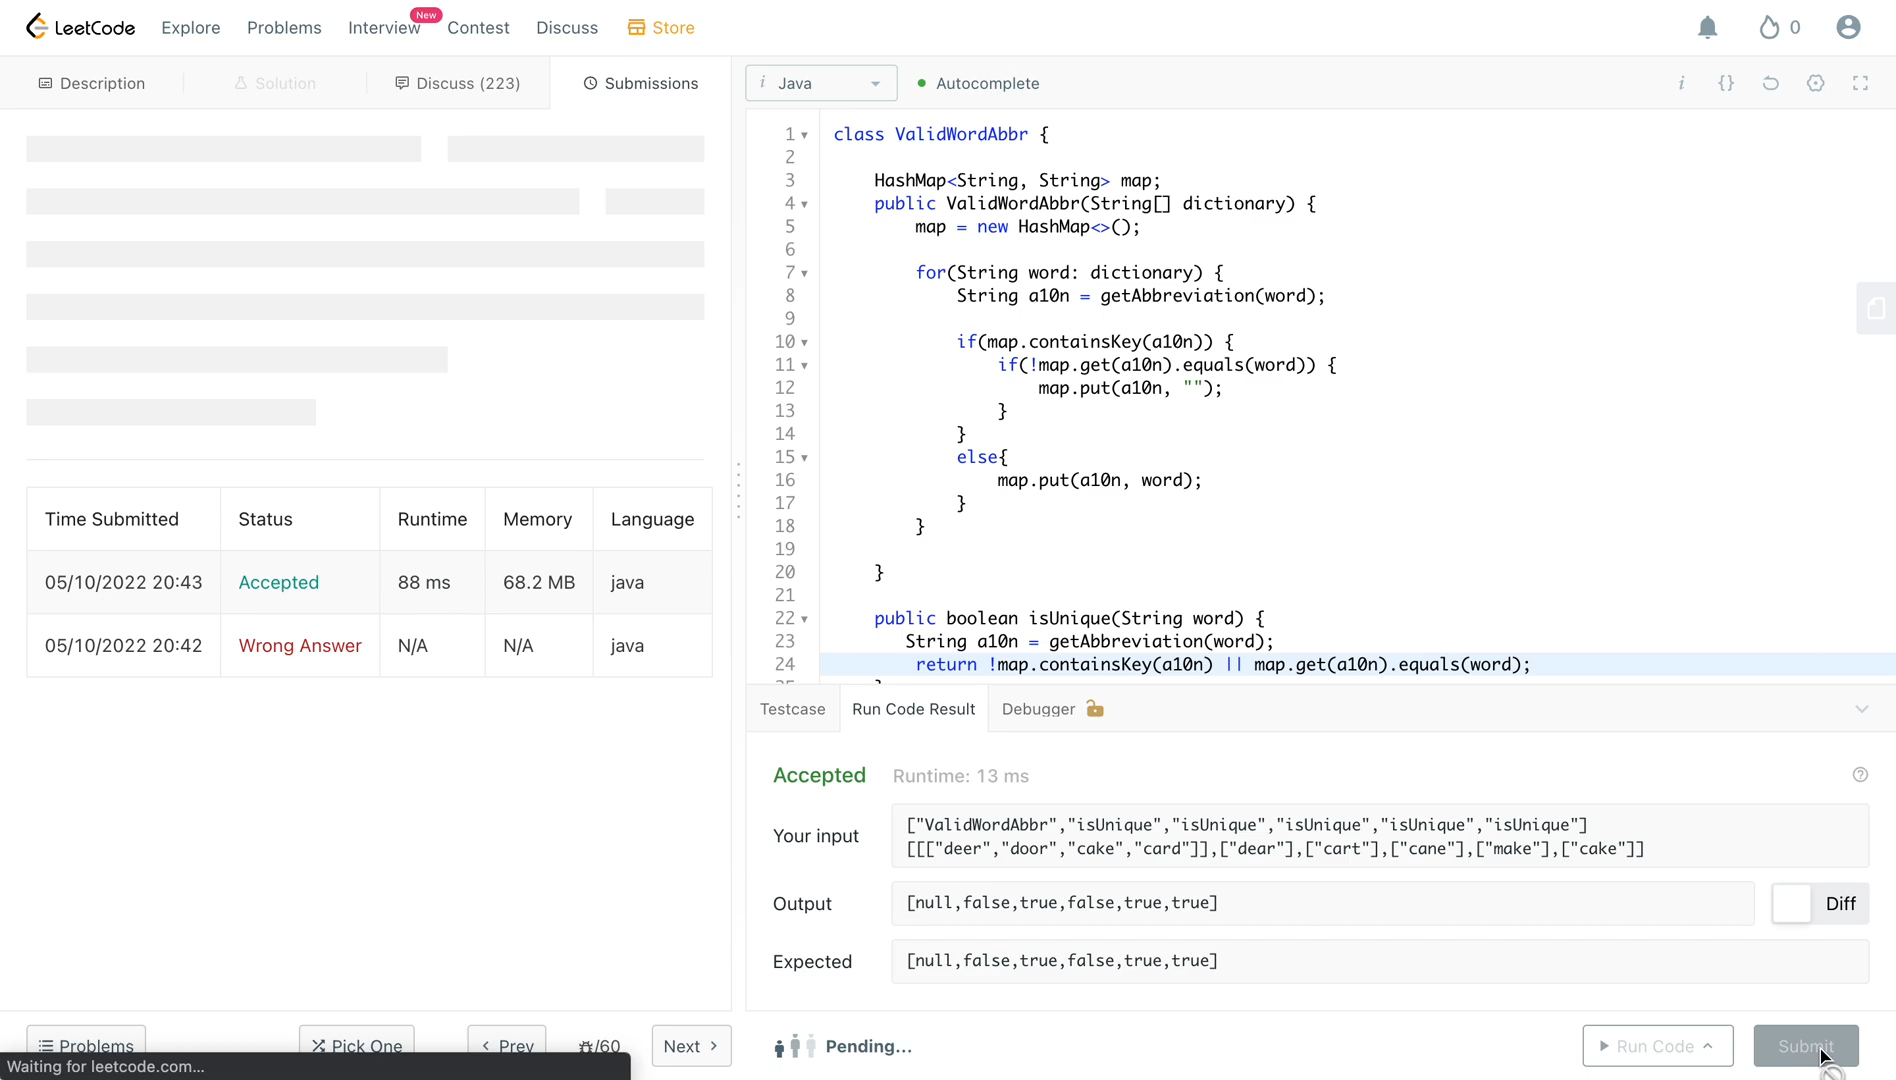 LeetCode
Explore
Problems
Interview
New
Contest
Discuss
Store
0
Description
Solution
Discuss (223)
Submissions
i Java
Autocomplete
i {}
1 class ValidWordAbbr {
2
3 HashMap<String, String> map;
4 public ValidWordAbbr(String[] dictionary) {
5 map = new HashMap<>();
6
7 for(String word: dictionary) {
8 String a10n = getAbbreviation(word);
9
10 if(map.containsKey(a10n)) {
11 if(!map.get(a10n).equals(word)) {
12 map.put(a10n, "");
13 }
14 }
15 else{
16 map.put(a10n, word);
17 }
18 }
19
20 }
21
22 public boolean isUnique(String word) {
23 String a10n = getAbbreviation(word);
24 return !map.containsKey(a10n) || map.get(a10n).equals(word);
Time Submitted Status Runtime Memory Language
05/10/2022 20:43 Accepted 88 ms 68.2 MB java
05/10/2022 20:42 Wrong Answer N/A N/A java
Testcase
Run Code Result
Debugger
Accepted Runtime: 13 ms
Your input
["ValidWordAbbr","isUnique","isUnique","isUnique","isUnique","isUnique"]
[[["deer","door","cake","card"]],["dear"],["cart"],["cane"],["make"],["cake"]]
Output
[null,false,true,false,true,true]
Diff
Expected
[null,false,true,false,true,true]
Problems
Pick One
< Prev
/60
Next >
Pending...
Run Code
Submit
Waiting for leetcode.com...